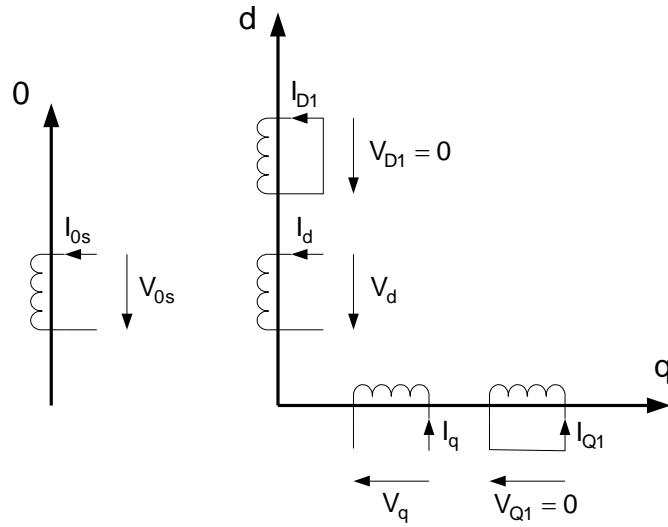 d
0
I_D1
V_D1 = 0
I_0s
V_0s
I_d
V_d
q
I_q
I_Q1
V_q
V_Q1 = 0